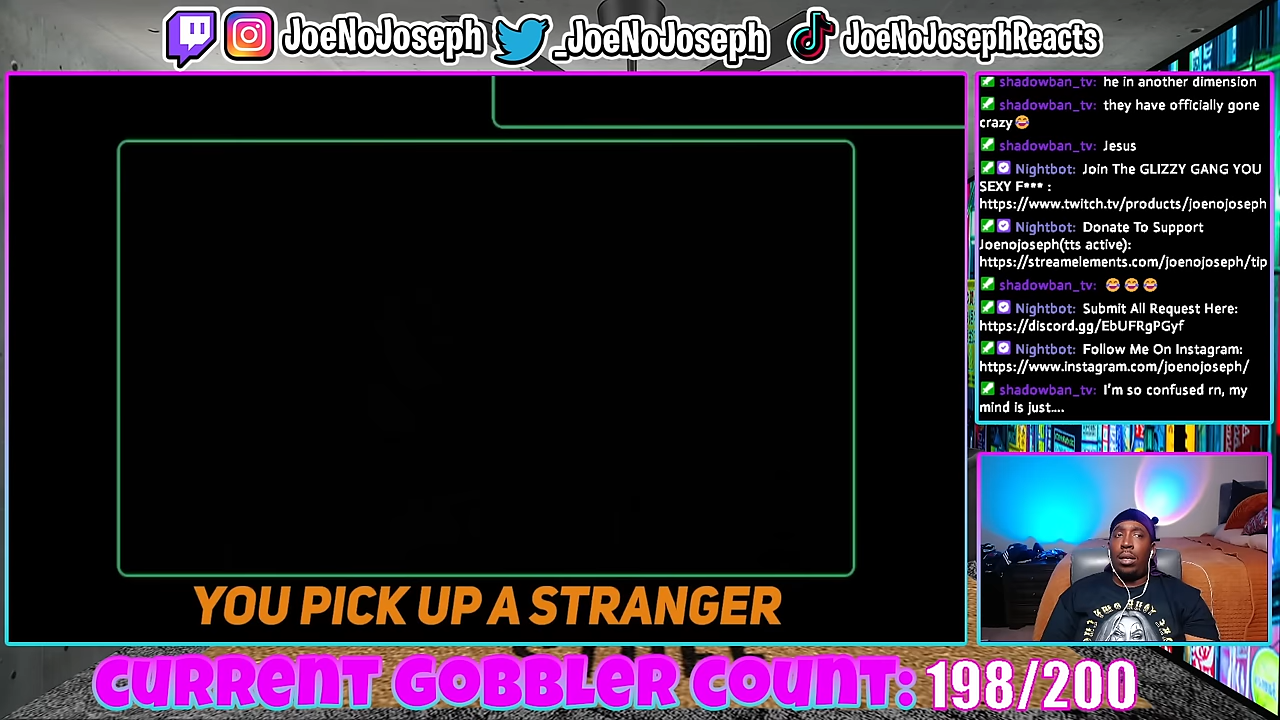 JoeNoJoseph _JoeNoJoseph JoeNoJosephReacts
shadowban_tv: he in another dimension
shadowban_tv: they have officially gone
crazy😂
shadowban_tv: Jesus
Nightbot: Join The GLIZZY GANG YOU
SEXY F*** :
https://www.twitch.tv/products/joenojoseph
Nightbot: Donate To Support
Joenojoseph(tts active):
https://streamelements.com/joenojoseph/tip
shadowban_tv: 😂 😂 😂
Nightbot: Submit All Request Here:
https://discord.gg/EbUFRgPGyf
Nightbot: Follow Me On Instagram:
https://www.instagram.com/joenojoseph/
shadowban_tv: I'm so confused rn, my
mind is just....
YOU PICK UP A STRANGER
CURRENT GOBBLER COUNT: 198/200